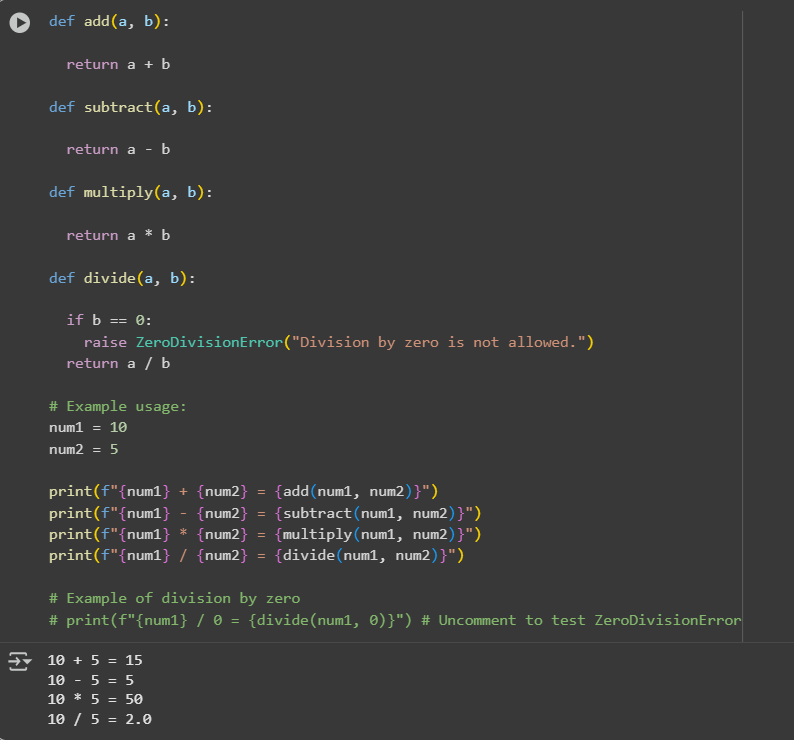 def add(a, b):
  return a + b
def subtract(a, b):
  return a - b
def multiply(a, b):
  return a * b
def divide(a, b):
  if b == 0:
    raise ZeroDivisionError("Division by zero is not allowed.")
  return a / b
# Example usage:
num1 = 10
num2 = 5
print(f"{num1} + {num2} = {add(num1, num2)}")
print(f"{num1} - {num2} = {subtract(num1, num2)}")
print(f"{num1} * {num2} = {multiply(num1, num2)}")
print(f"{num1} / {num2} = {divide(num1, num2)}")
# Example of division by zero
# print(f"{num1} / 0 = {divide(num1, 0)}") # Uncomment to test ZeroDivisionError
10 + 5 = 15
10 - 5 = 5
10 * 5 = 50
10 / 5 = 2.0